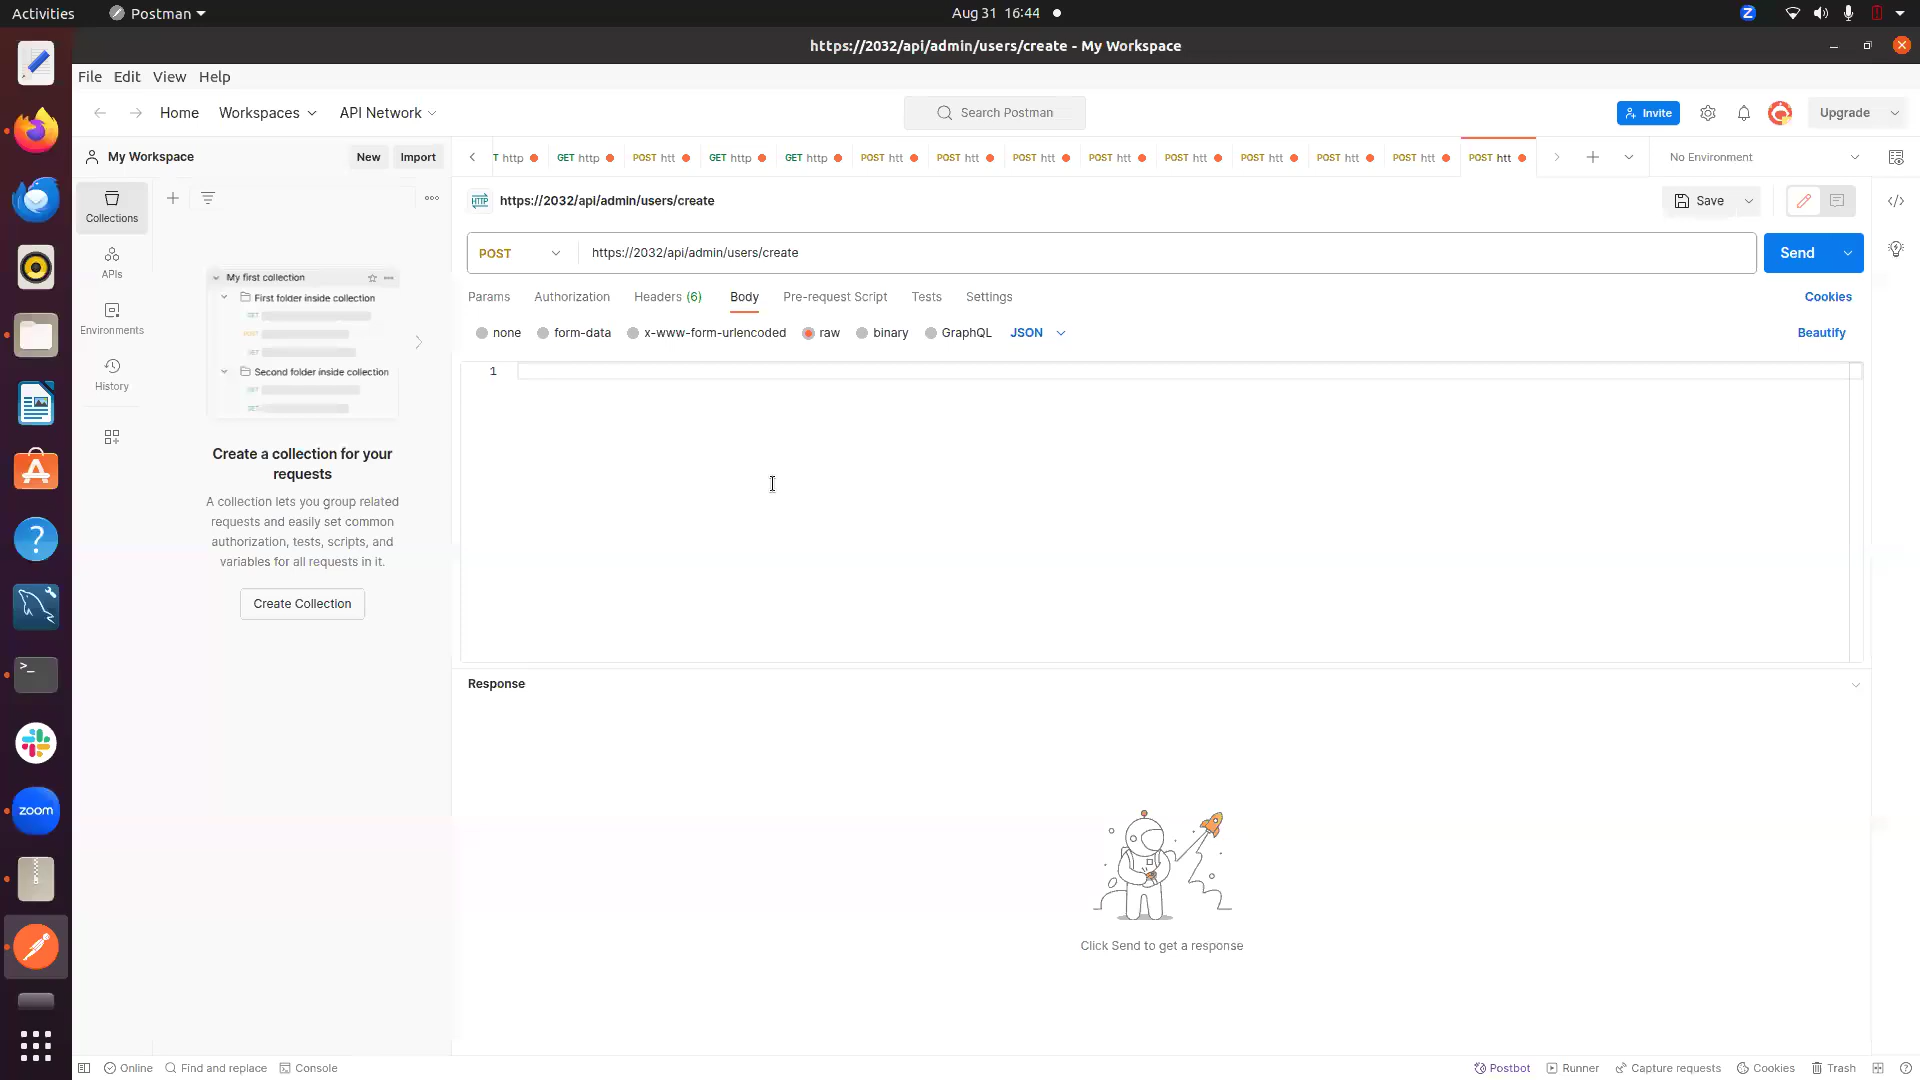 Activities
Postman
Aug 31 16:44
Z
https://2032/api/admin/users/create - My Workspace
File Edit View Help
Home Workspaces API Network
Search Postman
Invite
Upgrade
My Workspace
New Import
T http
GET http
POST htt
GET http
GET http
POST htt
POST htt
POST htt
POST htt
POST htt
POST htt
POST htt
POST htt
POST htt
No Environment
Collections
APIs
Environments
History
HTTP https://2032/api/admin/users/create
Save
POST https://2032/api/admin/users/create
Send
Params Authorization Headers (6) Body Pre-request Script Tests Settings
Cookies
none form-data x-www-form-urlencoded raw binary GraphQL JSON
Beautify
1
My first collection
First folder inside collection
GET
POST
GET
Second folder inside collection
GET
GET
Create a collection for your
requests
A collection lets you group related
requests and easily set common
authorization, tests, scripts, and
variables for all requests in it.
Create Collection
Response
Click Send to get a response
zoom
Online Find and replace Console
Postbot Runner Capture requests Cookies Trash